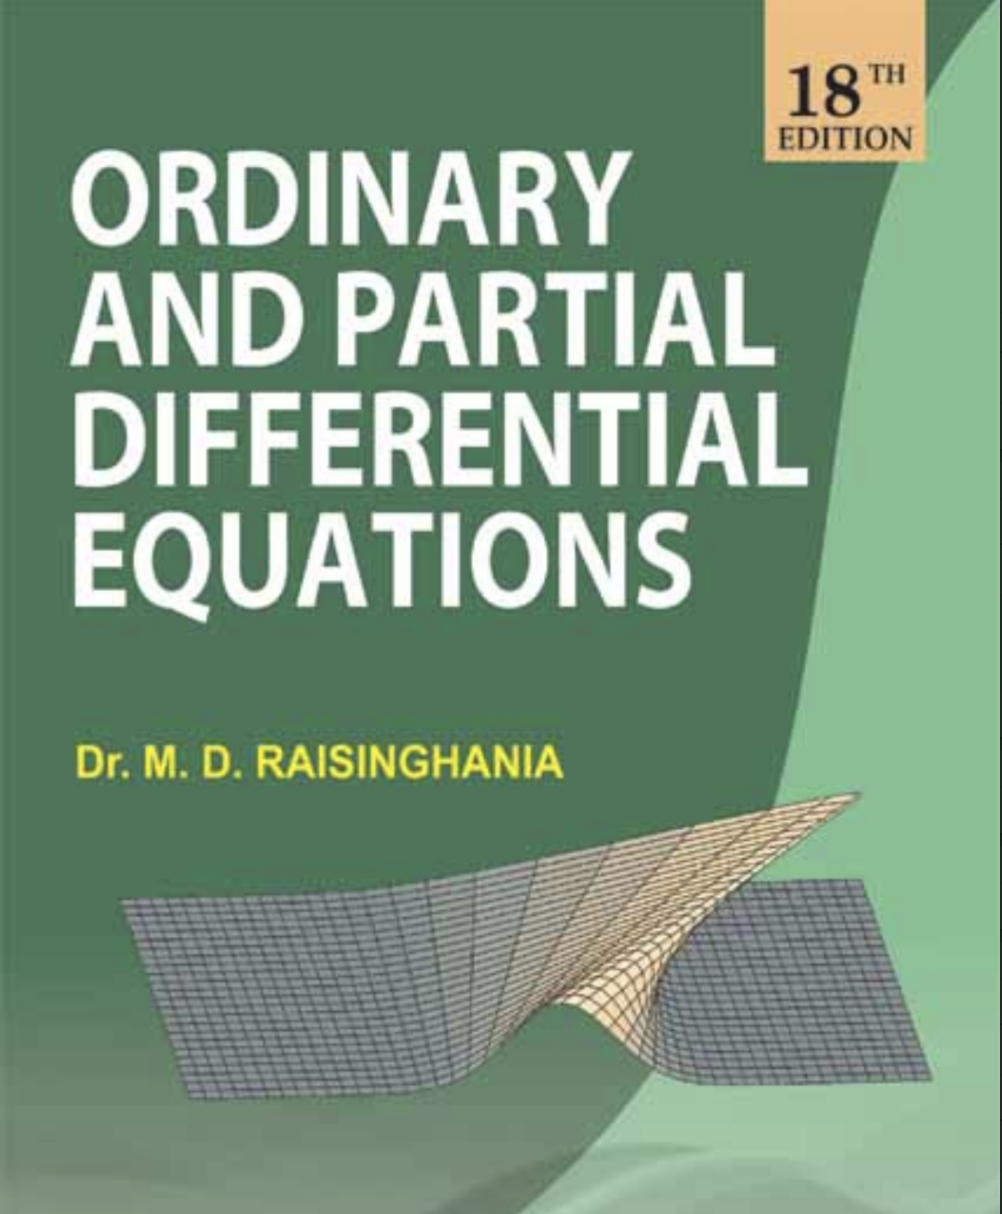 18TH
EDITION
ORDINARY
AND PARTIAL
DIFFERENTIAL
EQUATIONS
Dr. M. D. RAISINGHANIA